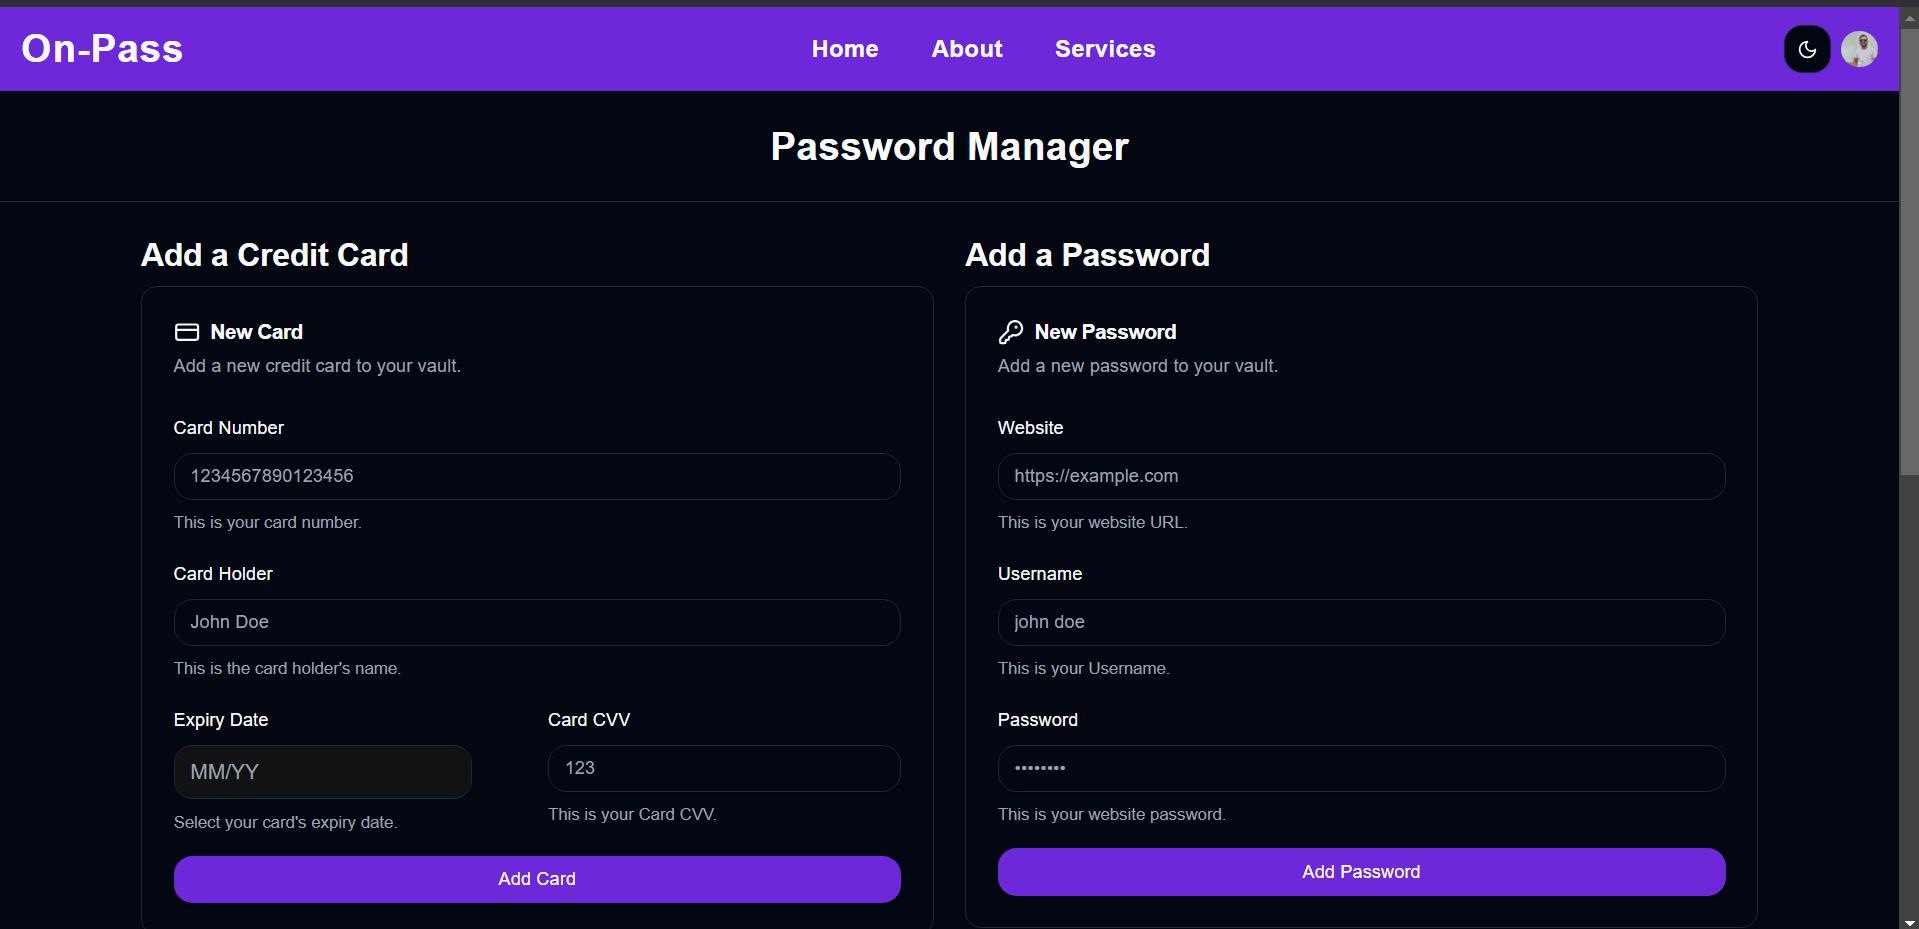 On-Pass
Home About Services
Password Manager
Add a Credit Card
New Card
Add a new credit card to your vault.
Card Number
1234567890123456
This is your card number.
Card Holder
John Doe
This is the card holder's name.
Expiry Date
MM/YY
Select your card's expiry date.
Card CVV
123
This is your Card CVV.
Add Card
Add a Password
New Password
Add a new password to your vault.
Website
https://example.com
This is your website URL.
Username
john doe
This is your Username.
Password
••••••••
This is your website password.
Add Password